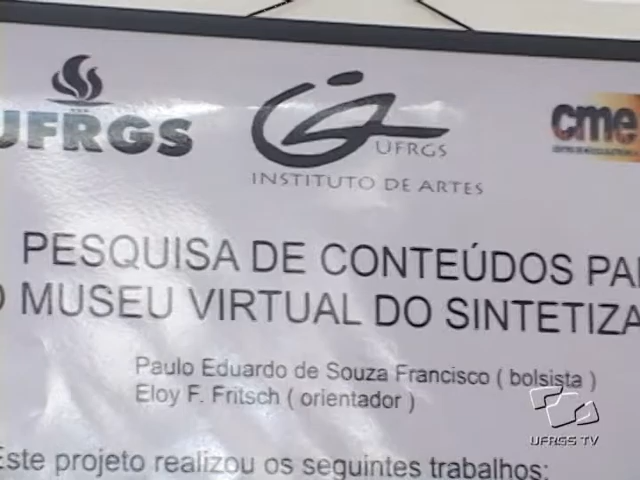 UFRGS
UFRGS
INSTITUTO DE ARTES
cme
PESQUISA DE CONTEÚDOS PA
O MUSEU VIRTUAL DO SINTETIZA
Paulo Eduardo de Souza Francisco ( bolsista )
Eloy F. Fritsch ( orientador )
Este projeto realizou os seguintes trabalhos:
UFRGS TV